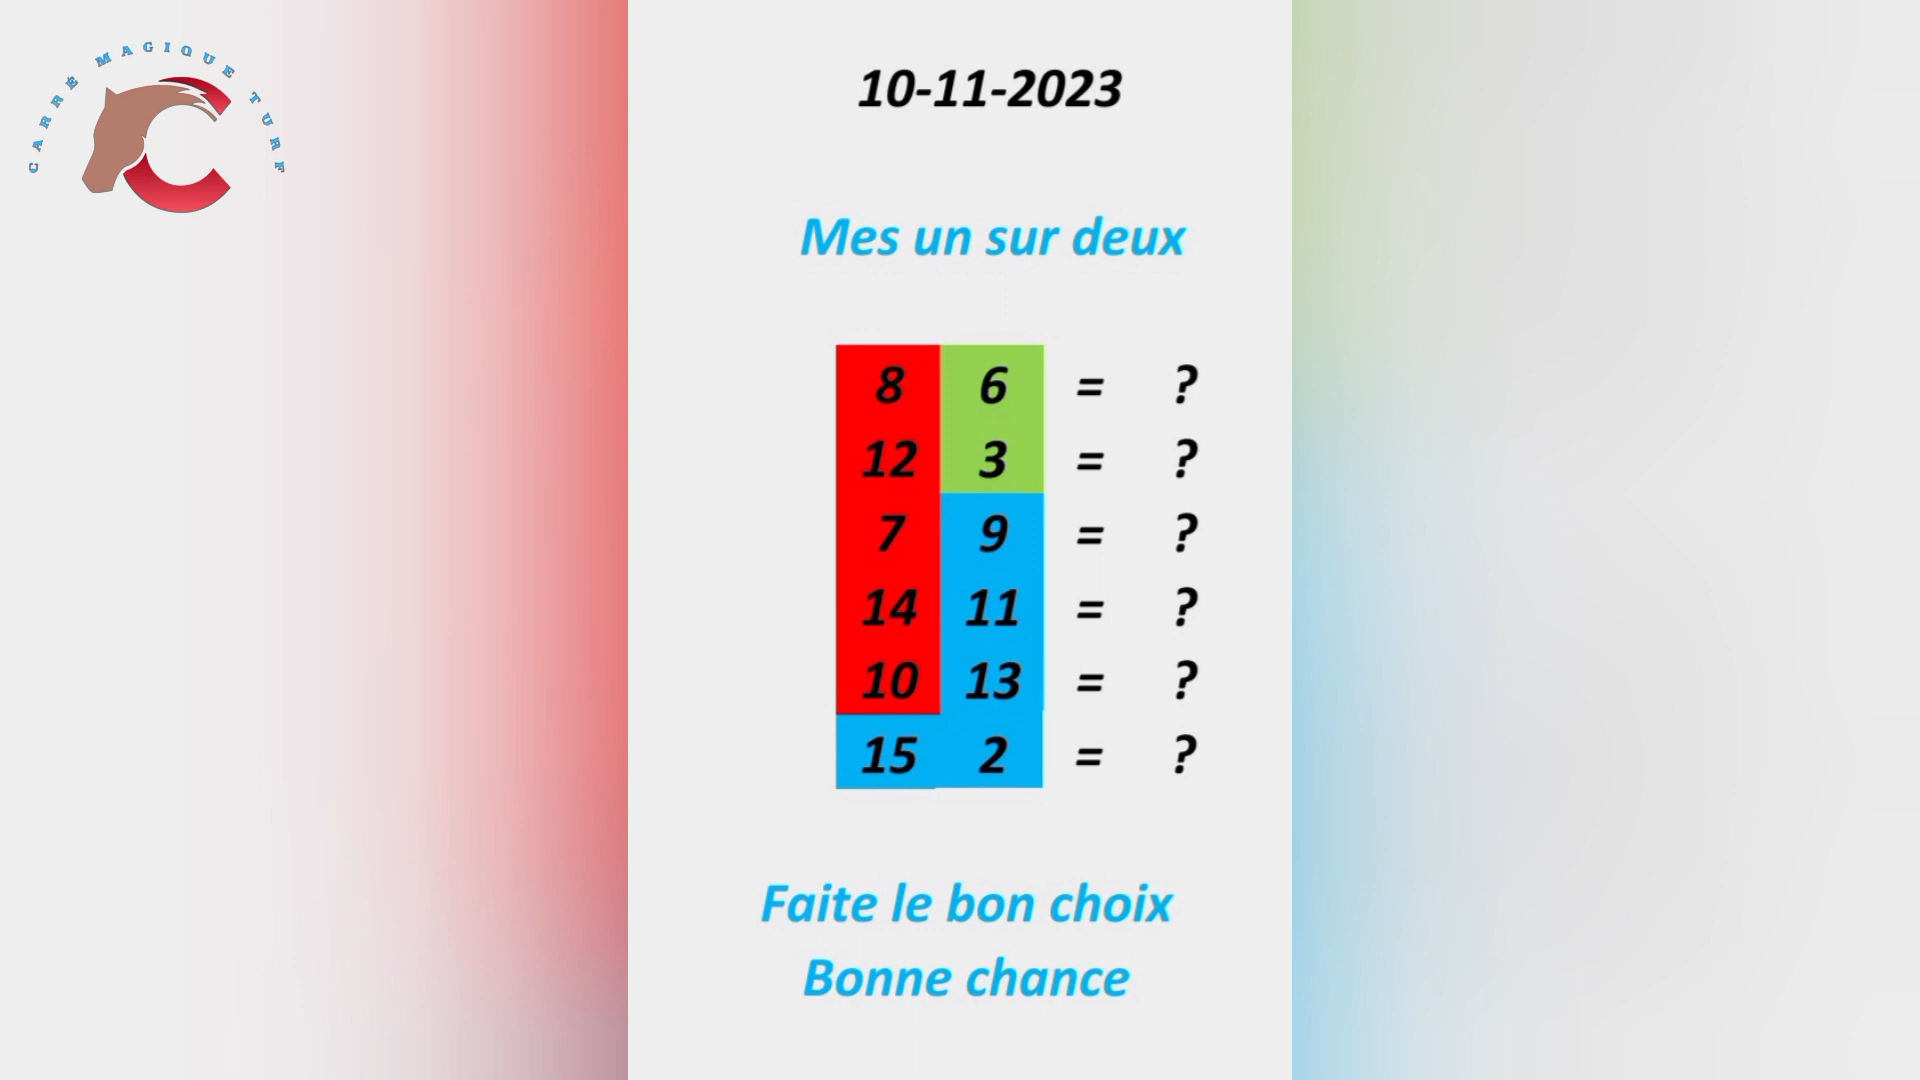 CARRÉ MAGIQUE TURF
10-11-2023
Mes un sur deux
8 6 = ?
12 3 = ?
7 9 = ?
14 11 = ?
10 13 = ?
15 2 = ?
Faite le bon choix
Bonne chance